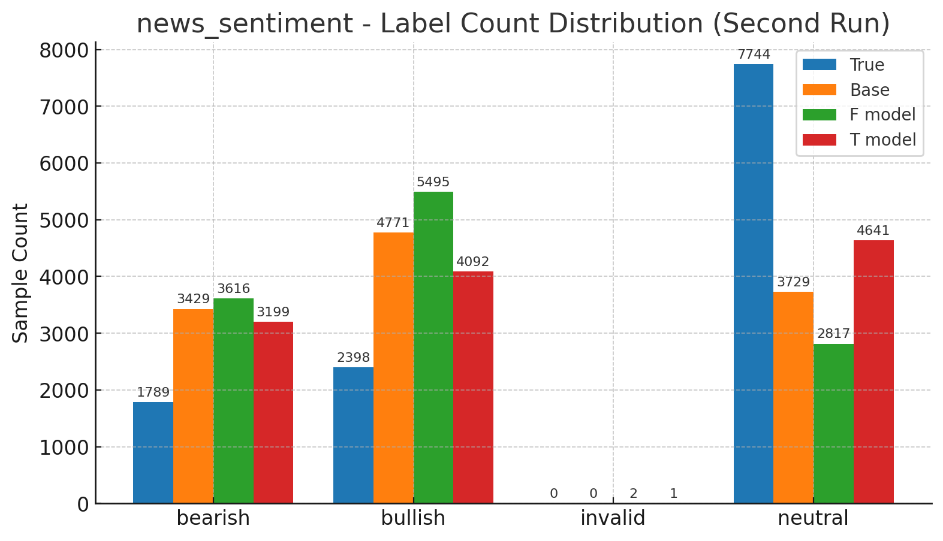 news_sentiment - Label Count Distribution (Second Run)
Sample Count
8000
7000
6000
5000
4000
3000
2000
1000
0
1789
3429
3616
3199
2398
4771
5495
4092
0
0
2
1
7744
3729
2817
4641
bearish
bullish
invalid
neutral
True
Base
F model
T model